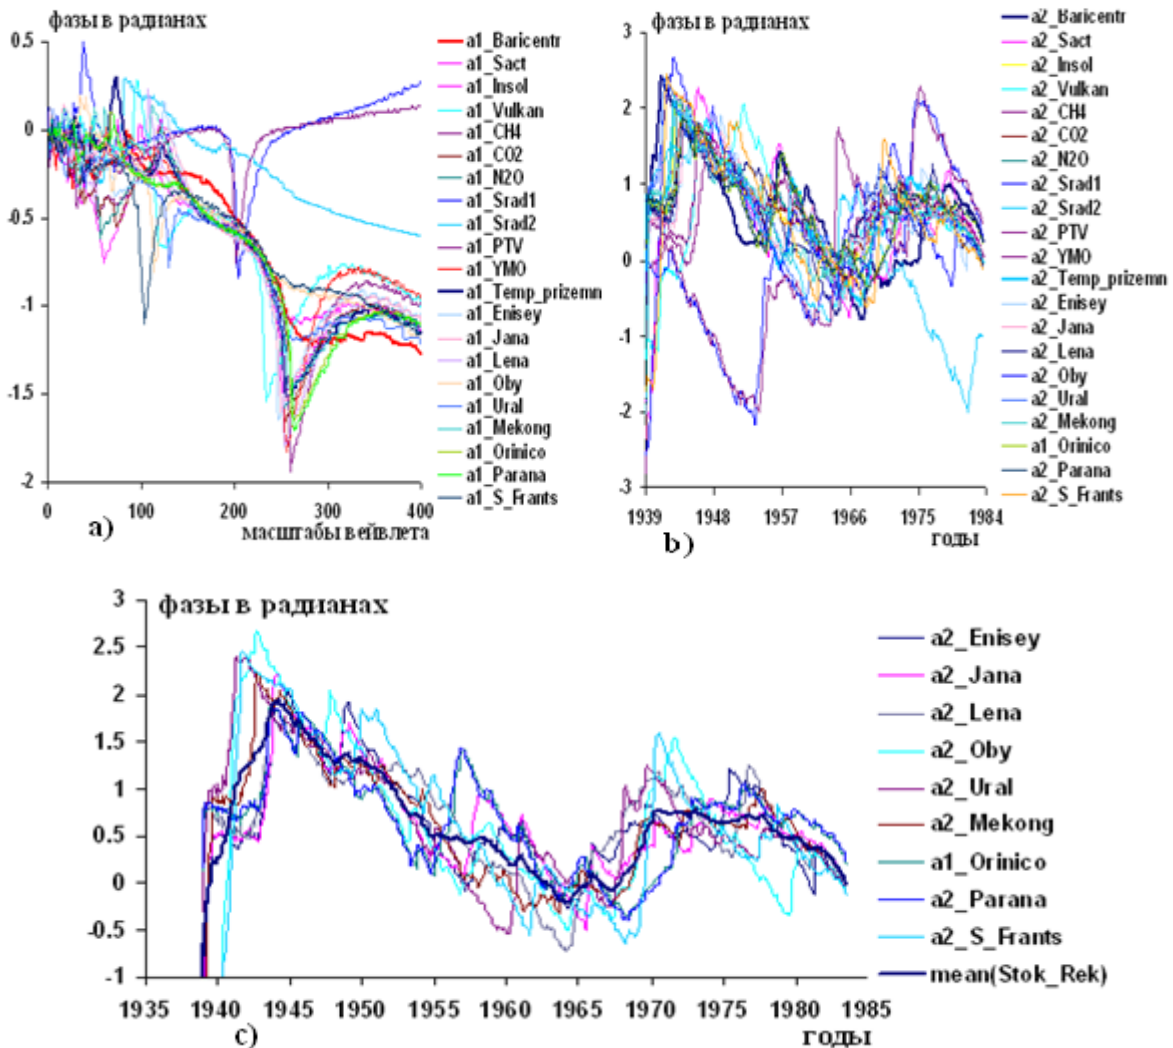 фазы в радианах
0.5
0
-0.5
-1
-1.5
-2
0
100
200
300
400
масштабы вейвлета
a)
a1_Baricentr
a1_Sact
a1_Insol
a1_Vulkan
a1_CH4
a1_CO2
a1_N2O
a1_Srad1
a1_Srad2
a1_PTV
a1_YMO
a1_Temp_prizemn
a1_Enisey
a1_Jana
a1_Lena
a1_Oby
a1_Ural
a1_Mekong
a1_Orinico
a1_Parana
a1_S_Frants
фазы в радианах
3
2
1
0
-1
-2
-3
1939
1948
1957
1966
1975
1984
годы
b)
a2_Baricentr
a2_Sact
a2_Insol
a2_Vulkan
a2_CH4
a2_CO2
a2_N2O
a2_Srad1
a2_Srad2
a2_PTV
a2_YMO
a2_Temp_prizemn
a2_Enisey
a2_Jana
a2_Lena
a2_Oby
a2_Ural
a2_Mekong
a1_Orinico
a2_Parana
a2_S_Frants
фазы в радианах
3
2.5
2
1.5
1
0.5
0
-0.5
-1
1935
1940
1945
1950
1955
1960
1965
1970
1975
1980
1985
годы
c)
a2_Enisey
a2_Jana
a2_Lena
a2_Oby
a2_Ural
a2_Mekong
a1_Orinico
a2_Parana
a2_S_Frants
mean(Stok_Rek)